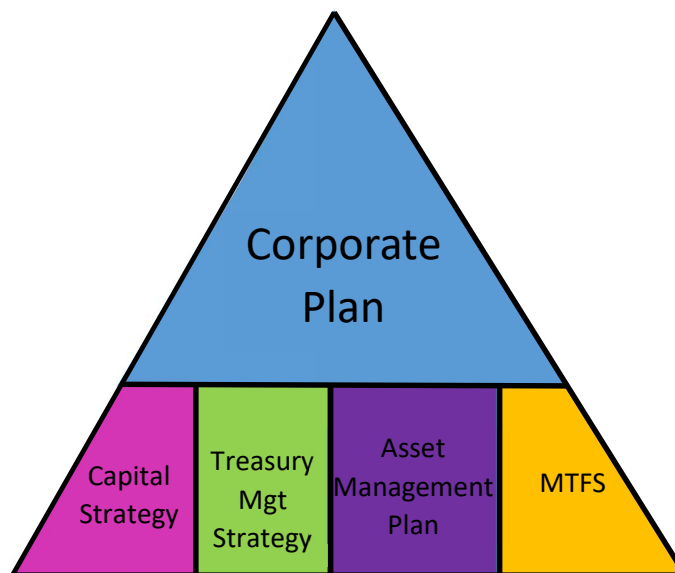 Corporate
Plan
Capital
Strategy
Treasury
Mgt
Strategy
Asset
Management
Plan
MTFS